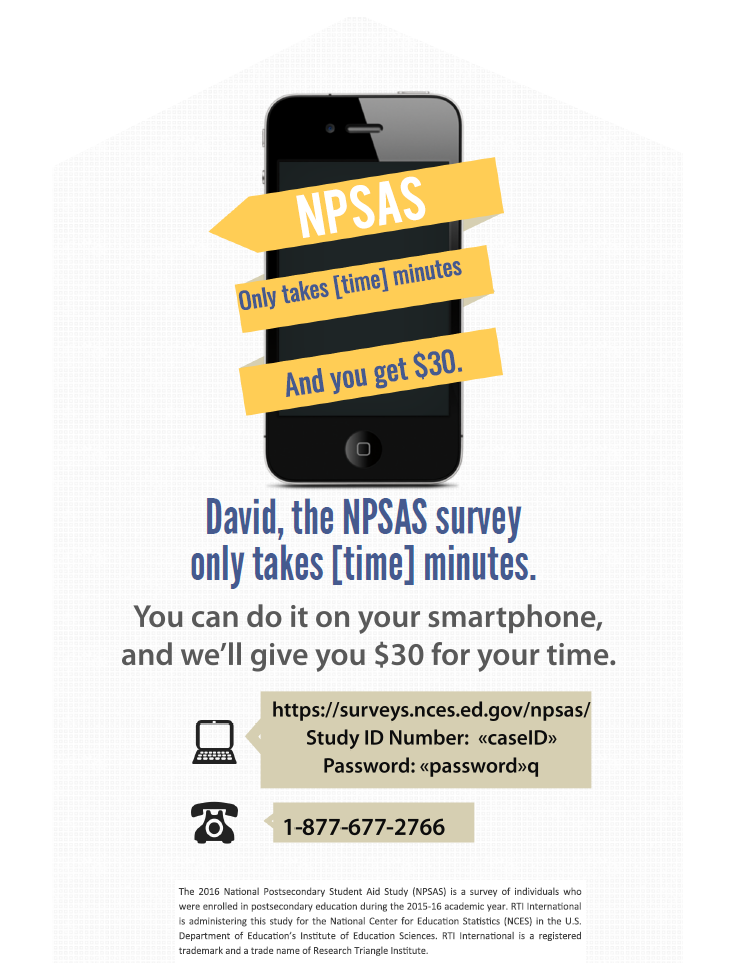 NPSAS
Only takes [time] minutes
And you get $30.
David, the NPSAS survey
only takes [time] minutes.
You can do it on your smartphone,
and we'll give you $30 for your time.
https://surveys.nces.ed.gov/npsas/
Study ID Number:  «caseID»
Password: «password»q
1-877-677-2766
The 2016 National Postsecondary Student Aid Study (NPSAS) is a survey of individuals who
were enrolled in postsecondary education during the 2015-16 academic year. RTI International
is administering this study for the National Center for Education Statistics (NCES) in the U.S.
Department of Education's Institute of Education Sciences. RTI International is a registered
trademark and a trade name of Research Triangle Institute.